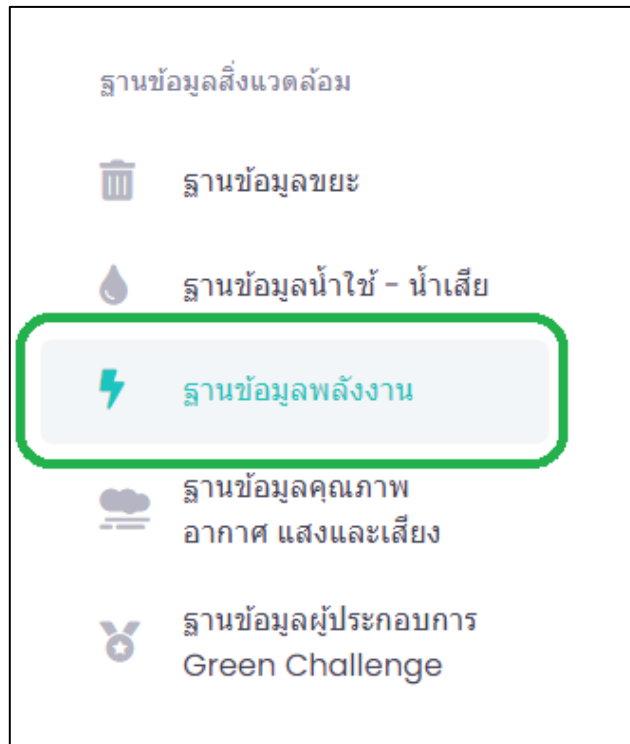 ฐานข้อมูลสิ่งแวดล้อม
ฐานข้อมูลขยะ
ฐานข้อมูลน้ำใช้ - น้ำเสีย
ฐานข้อมูลพลังงาน
ฐานข้อมูลคุณภาพ
อากาศ แสงและเสียง
ฐานข้อมูลผู้ประกอบการ
Green Challenge